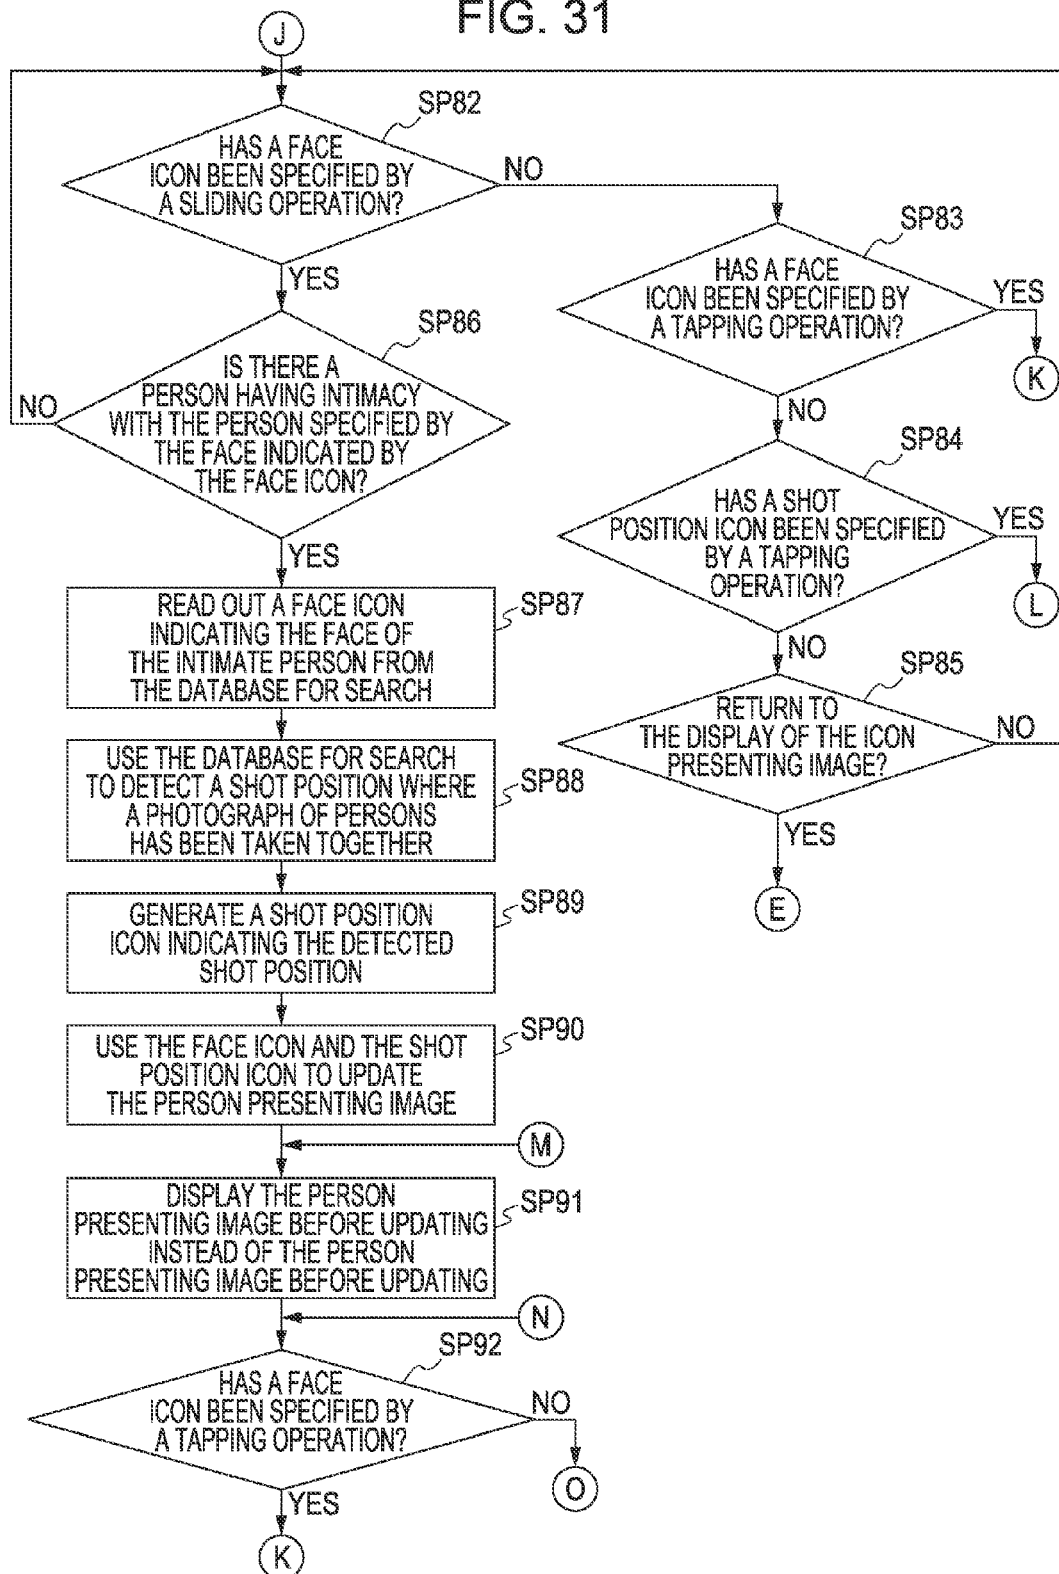 FIG. 31
J
SP82
HAS A FACE
ICON BEEN SPECIFIED BY
A SLIDING OPERATION?
NO
YES
SP83
HAS A FACE
ICON BEEN SPECIFIED BY
A TAPPING OPERATION?
YES
K
NO
SP86
IS THERE A
PERSON HAVING INTIMACY
WITH THE PERSON SPECIFIED BY
THE FACE INDICATED BY
THE FACE ICON?
NO
YES
SP84
HAS A SHOT
POSITION ICON BEEN SPECIFIED
BY A TAPPING
OPERATION?
YES
L
NO
SP85
RETURN TO
THE DISPLAY OF THE ICON
PRESENTING IMAGE?
NO
YES
E
READ OUT A FACE ICON
INDICATING THE FACE OF
THE INTIMATE PERSON FROM
THE DATABASE FOR SEARCH
SP87
USE THE DATABASE FOR SEARCH
TO DETECT A SHOT POSITION WHERE
A PHOTOGRAPH OF PERSONS
HAS BEEN TAKEN TOGETHER
SP88
GENERATE A SHOT POSITION
ICON INDICATING THE DETECTED
SHOT POSITION
SP89
USE THE FACE ICON AND THE SHOT
POSITION ICON TO UPDATE
THE PERSON PRESENTING IMAGE
SP90
M
DISPLAY THE PERSON
PRESENTING IMAGE BEFORE UPDATING
INSTEAD OF THE PERSON
PRESENTING IMAGE BEFORE UPDATING
SP91
N
SP92
HAS A FACE
ICON BEEN SPECIFIED BY
A TAPPING OPERATION?
NO
O
YES
K